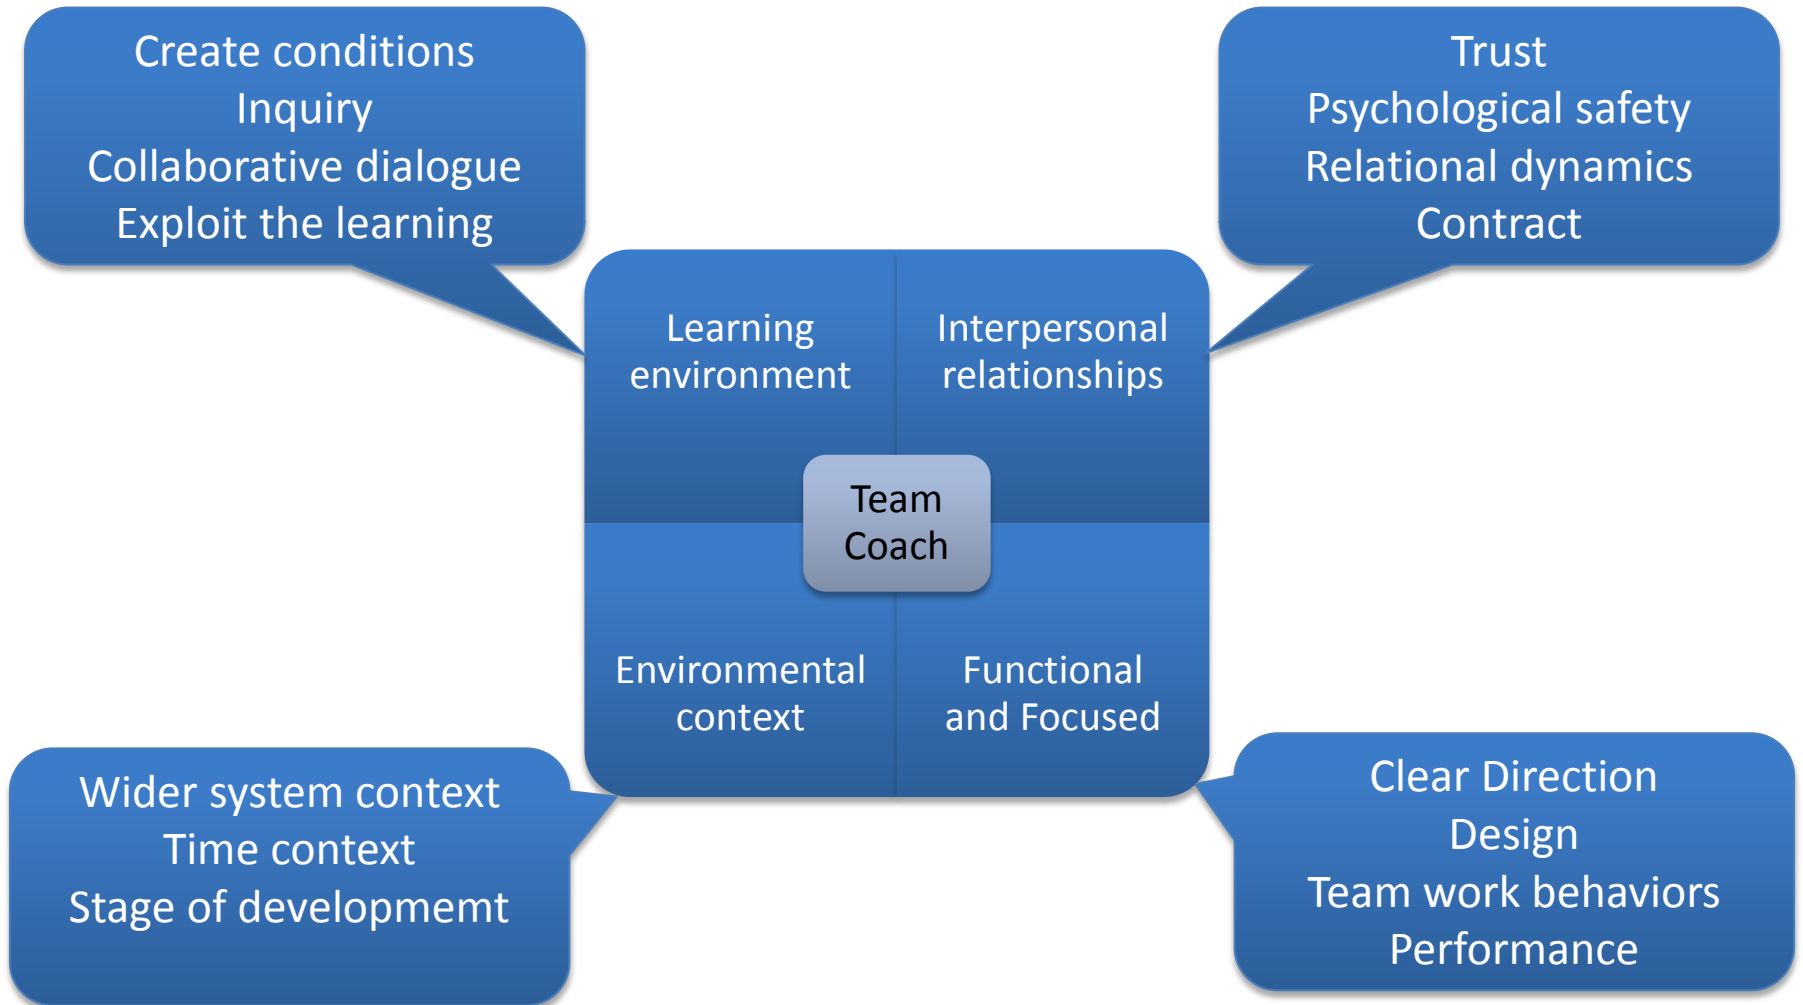 Create conditions
Inquiry
Collaborative dialogue
Exploit the learning
Trust
Psychological safety
Relational dynamics
Contract
Learning
environment
Interpersonal
relationships
Team
Coach
Environmental
context
Functional
and Focused
Wider system context
Time context
Stage of developmemt
Clear Direction
Design
Team work behaviors
Performance